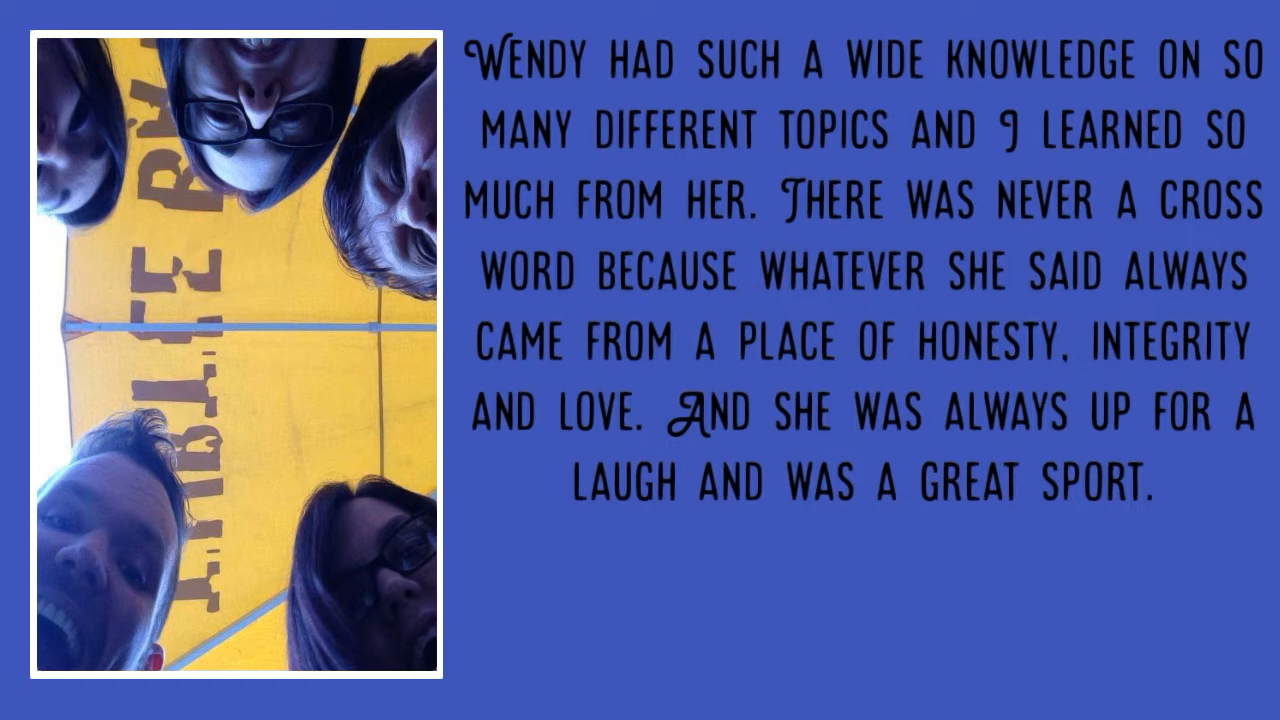 Wendy had such a wide knowledge on so
many different topics and I learned so
much from her. There was never a cross
word because whatever she said always
came from a place of honesty, integrity
and love. And she was always up for a
laugh and was a great sport.